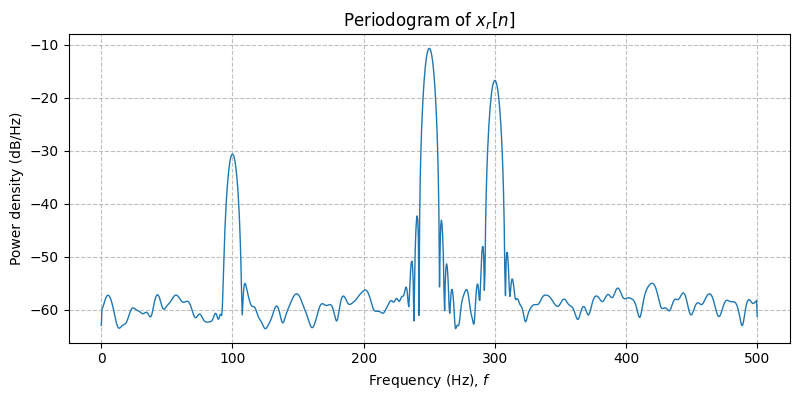 Periodogram of $x_r[n]$
Power density (dB/Hz)
−10
−20
−30
−40
−50
−60
0 100 200 300 400 500
Frequency (Hz), $f$